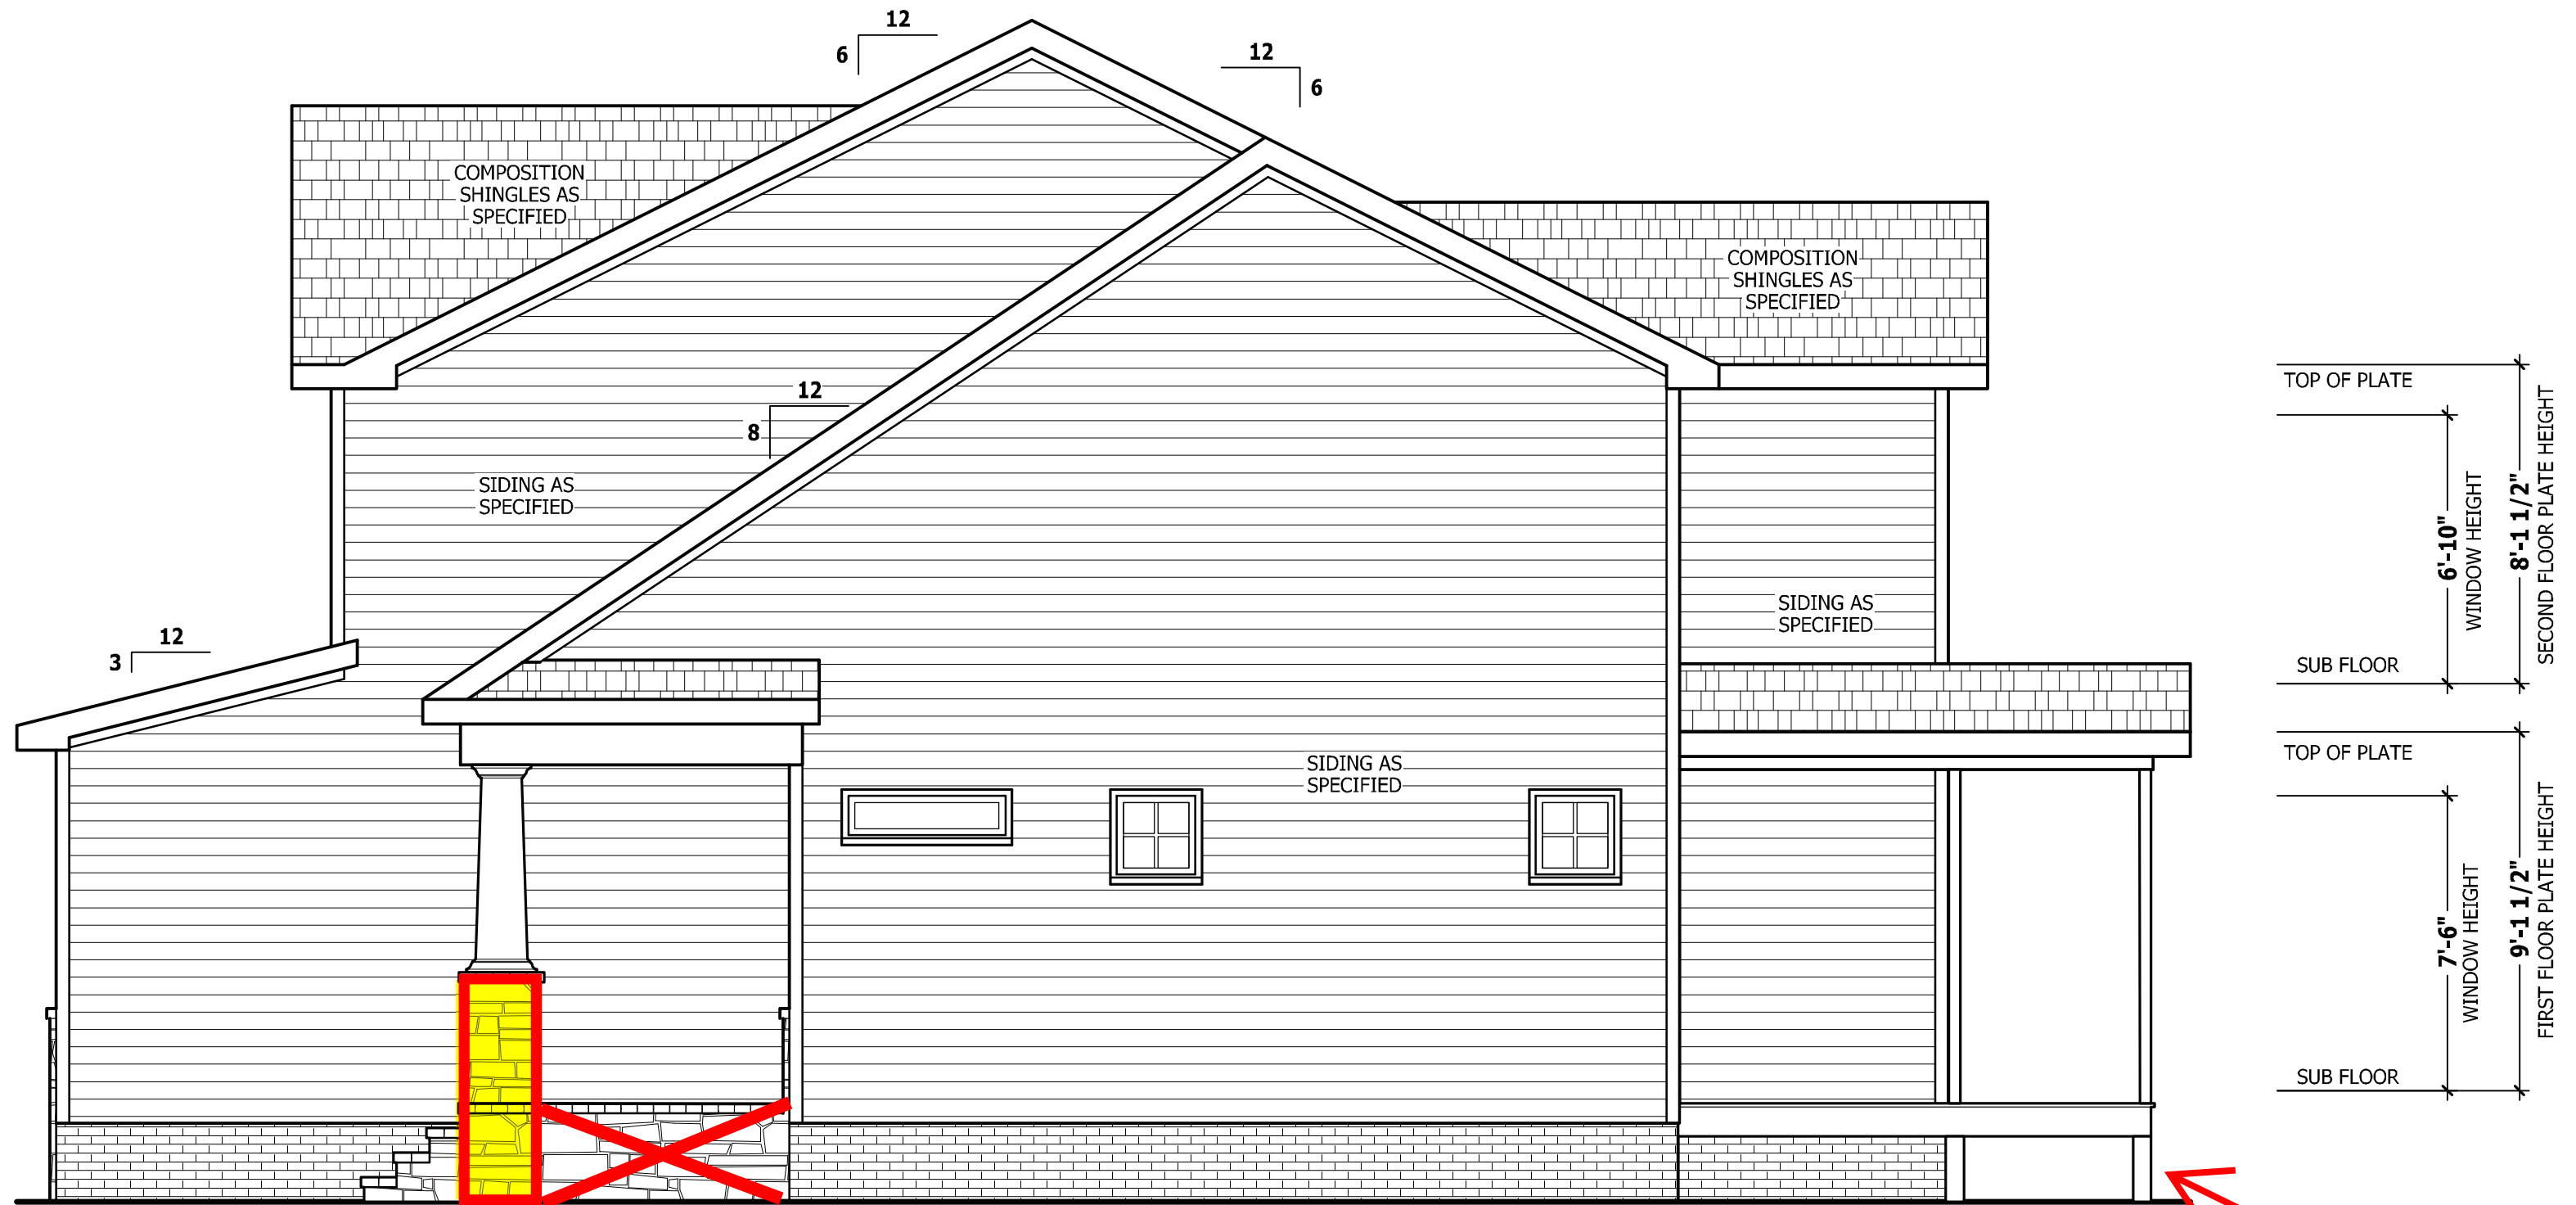 12
6
12
6
COMPOSITION
SHINGLES AS
SPECIFIED
COMPOSITION
SHINGLES AS
SPECIFIED
12
8
SIDING AS
SPECIFIED
SIDING AS
SPECIFIED
12
3
SIDING AS
SPECIFIED
TOP OF PLATE
6'-10"
WINDOW HEIGHT
8'-1 1/2"
SECOND FLOOR PLATE HEIGHT
SUB FLOOR
TOP OF PLATE
7'-6"
WINDOW HEIGHT
9'-1 1/2"
FIRST FLOOR PLATE HEIGHT
SUB FLOOR